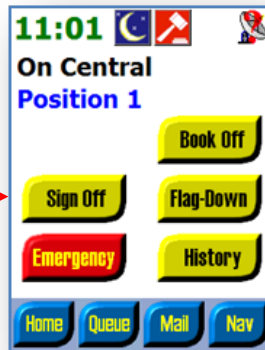 11:01
On Central
Position 1
Book Off
Sign Off Flag-Down
Emergency History
Home Queue Mail Nav